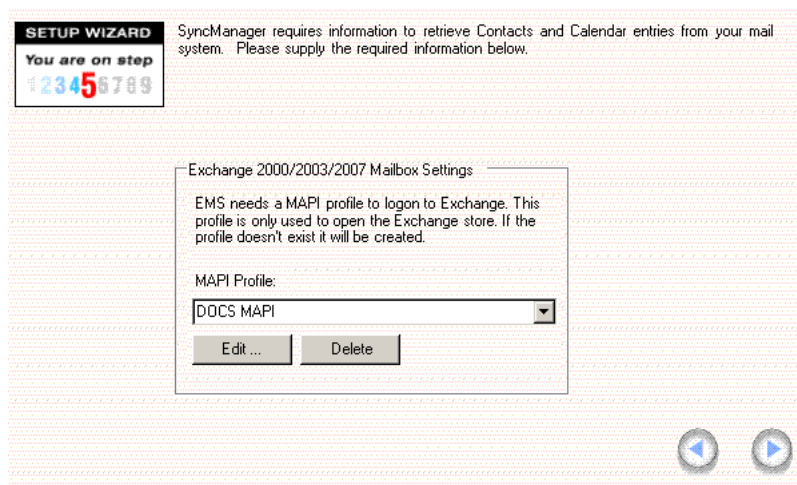 SETUP WIZARD
You are on step
123456789
SyncManager requires information to retrieve Contacts and Calendar entries from your mail
system. Please supply the required information below.
Exchange 2000/2003/2007 Mailbox Settings
EMS needs a MAPI profile to logon to Exchange. This
profile is only used to open the Exchange store. If the
profile doesn't exist it will be created.
MAPI Profile:
DOCS MAPI
Edit ... Delete